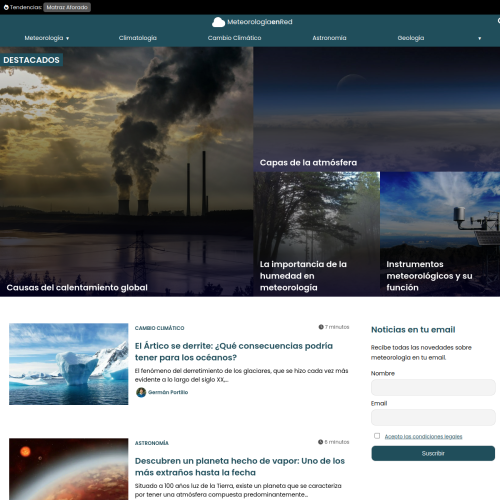 Tendencias: Matraz Aforado
MeteorologíaenRed
Meteorología Climatología Cambio Climático Astronomía Geología
DESTACADOS
Causas del calentamiento global
Capas de la atmósfera
La importancia de la
humedad en
meteorología
Instrumentos
meteorológicos y su
función
CAMBIO CLIMÁTICO 7 minutos
El Ártico se derrite: ¿Qué consecuencias podría
tener para los océanos?
El fenómeno del derretimiento de los glaciares, que se hizo cada vez más
evidente a lo largo del siglo XX,...
Germán Portillo
ASTRONOMÍA 6 minutos
Descubren un planeta hecho de vapor: Uno de los
más extraños hasta la fecha
Situado a 100 años luz de la Tierra, existe un planeta que se caracteriza
por tener una atmósfera compuesta predominantemente...
Noticias en tu email
Recibe todas las novedades sobre
meteorología en tu email.
Nombre
Email
Acepto las condiciones legales
Suscribir